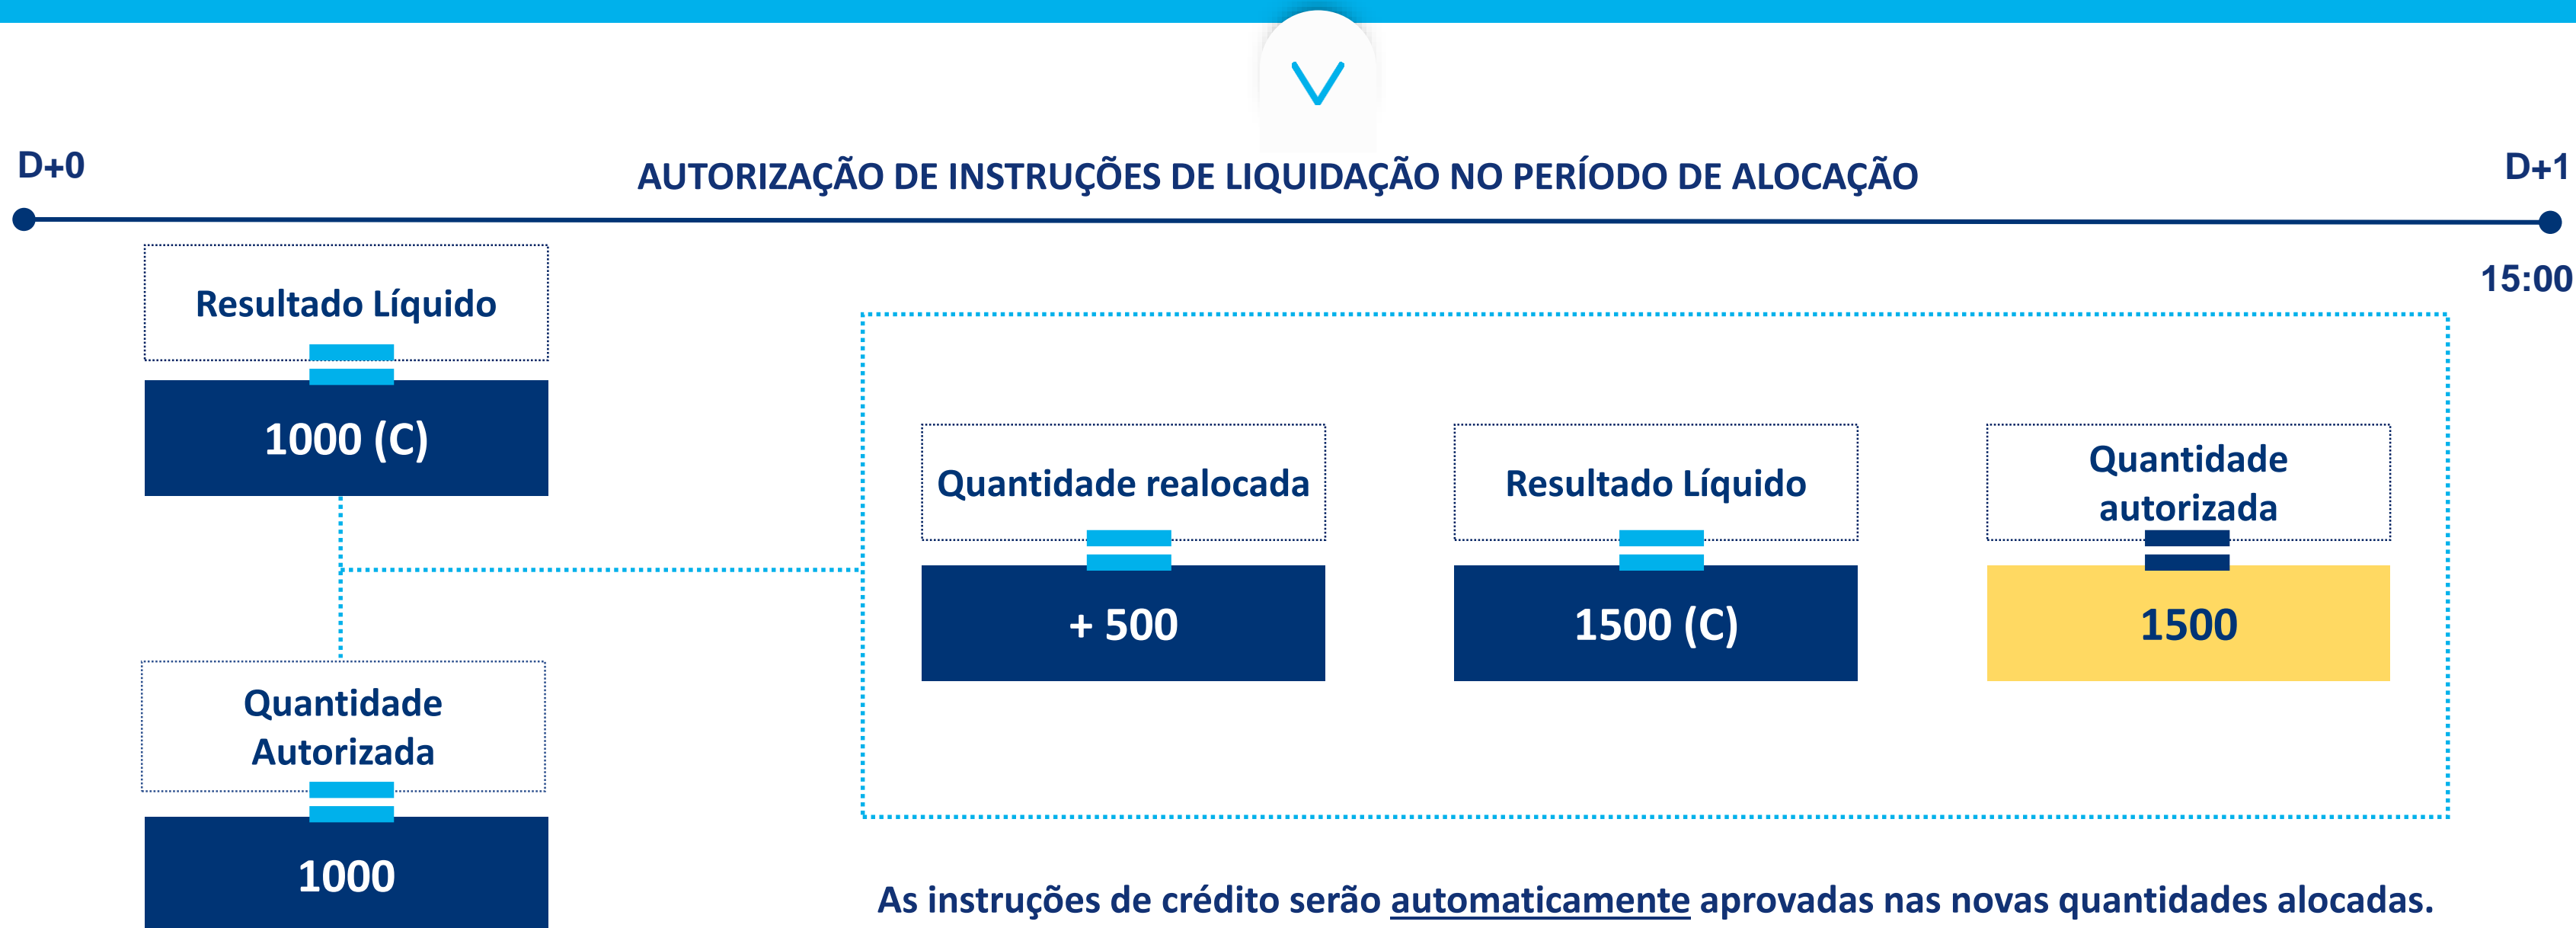 D+0
AUTORIZAÇÃO DE INSTRUÇÕES DE LIQUIDAÇÃO NO PERÍODO DE ALOCAÇÃO
D+1
15:00
Resultado Líquido
1000 (C)
Quantidade
Autorizada
1000
Quantidade realocada
+ 500
Resultado Líquido
1500 (C)
Quantidade
autorizada
1500
As instruções de crédito serão automaticamente aprovadas nas novas quantidades alocadas.